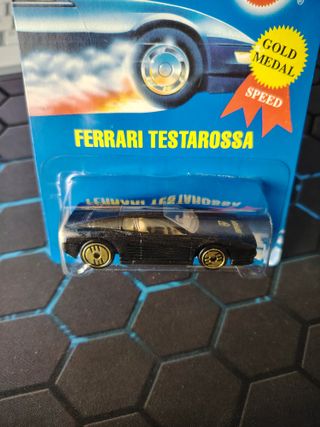 ®
GOLD
MEDAL
SPEED
FERRARI TESTAROSSA